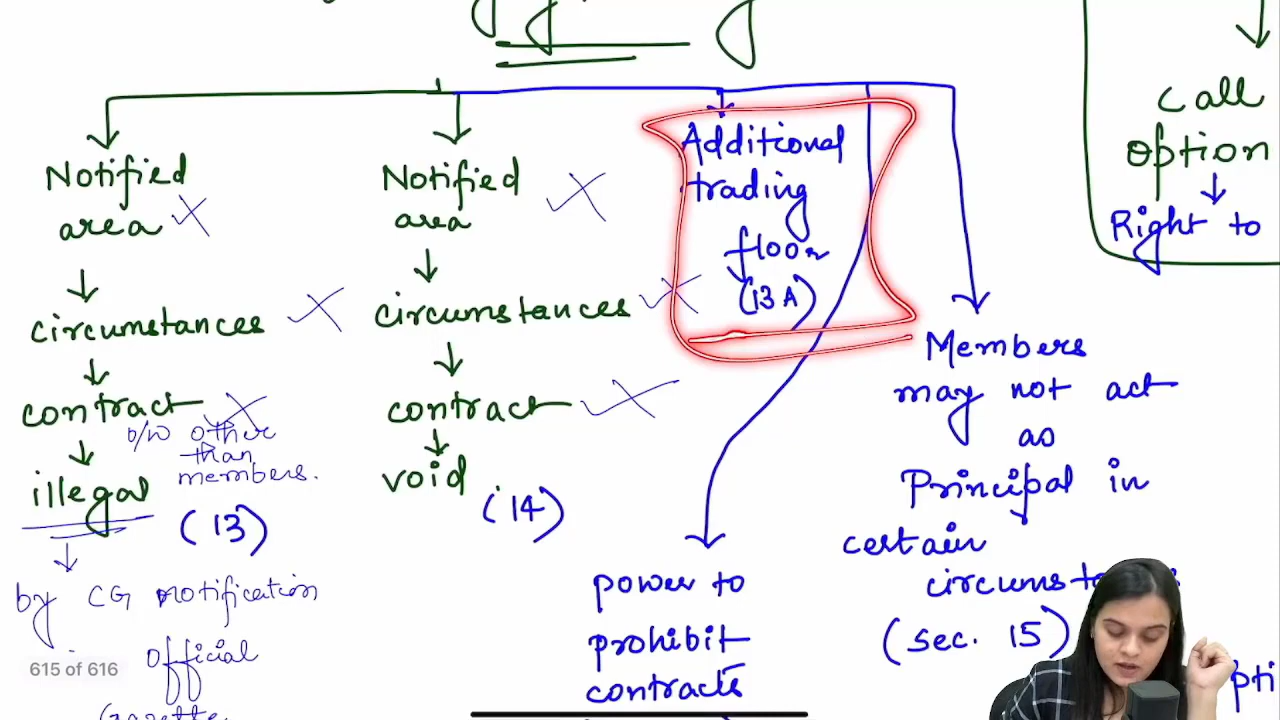 Notified
area
↓
circumstances
↓
contract
b/w other
than
members.
↓
illegal
(13)
↓
by CG notification
official
Gazette
Notified
area
↓
circumstances
↓
contract
↓
void
(14)
Additional
trading
floor
(13A)
power to
prohibit
contracts
Members
may not act
as
Principal in
certain
(sec. 15)
Call
option
↓
Right to
615 of 616